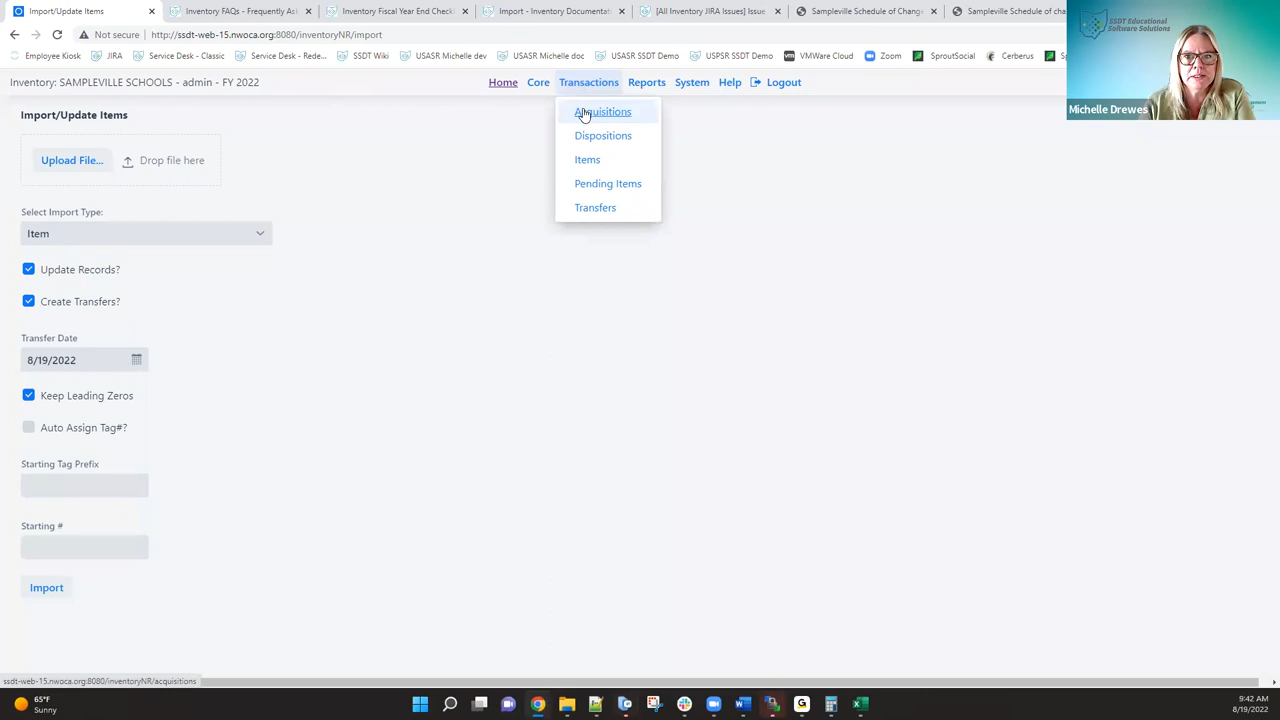 Import/Update Items
Inventory FAQs - Frequently As
Inventory Fiscal Year End Checkl
Import - Inventory Documentat
[All Inventory JIRA Issues] Issue
Sampleville Schedule of Change
Sampleville Schedule of chan
Not secure
http://ssdt-web-15.nwoca.org:8080/inventoryNR/import
Employee Kiosk JIRA Service Desk - Classic Service Desk - Rede... SSDT Wiki USASR Michelle dev USASR Michelle doc USASR SSDT Demo USPSR SSDT Demo VMWare Cloud Zoom SproutSocial Cerberus
SSDT Educational
Software Solutions
Michelle Drewes
Inventory: SAMPLEVILLE SCHOOLS - admin - FY 2022
Home Core Transactions Reports System Help Logout
Acquisitions
Dispositions
Items
Pending Items
Transfers
Import/Update Items
Upload File... Drop file here
Select Import Type:
Item
Update Records?
Create Transfers?
Transfer Date
8/19/2022
Keep Leading Zeros
Auto Assign Tag#?
Starting Tag Prefix
Starting #
Import
ssdt-web-15.nwoca.org:8080/inventoryNR/acquisitions
65°F
Sunny
9:42 AM
8/19/2022